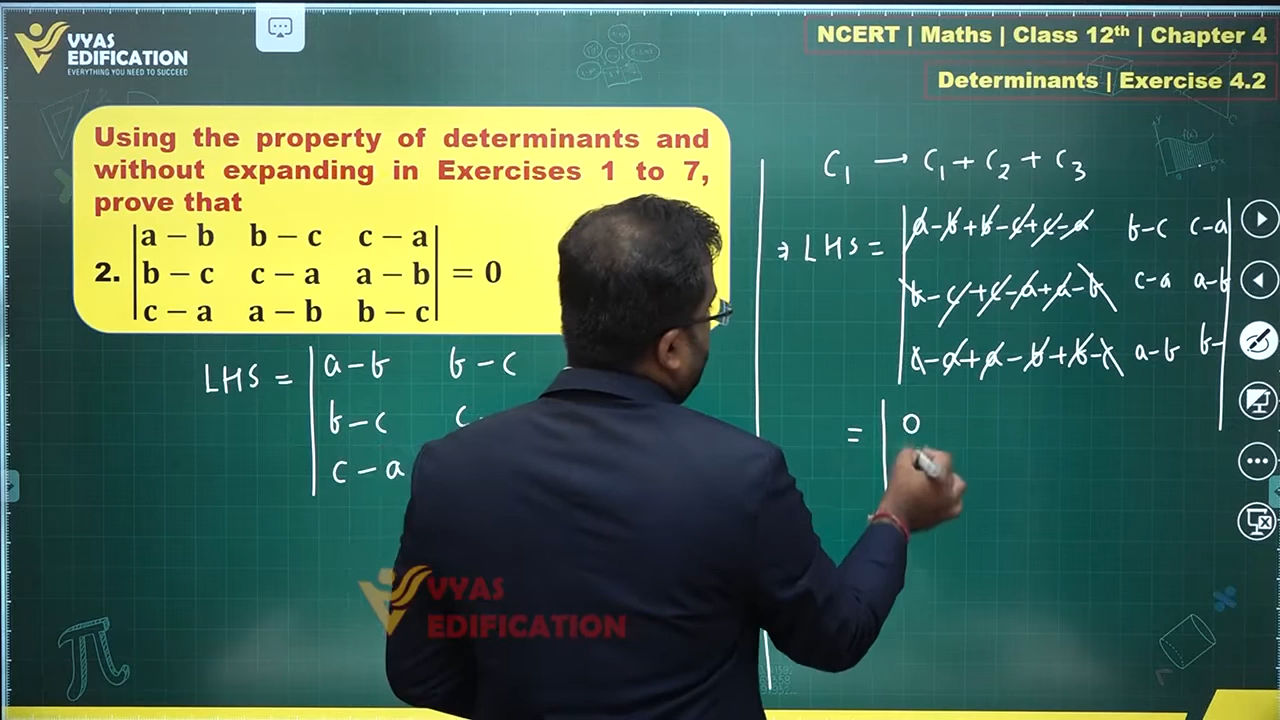 VYAS
EDIFICATION
EVERYTHING YOU NEED TO SUCCEED
NCERT | Maths | Class 12th | Chapter 4
Determinants | Exercise 4.2
Using the property of determinants and
without expanding in Exercises 1 to 7,
prove that
2. |a − b b − c c − a|
|b − c c − a a − b| = 0
|c − a a − b b − c|
LHS = |a-b b-c
b-c c-
c-a
C₁ → C₁ + C₂ + C₃
⇒ LHS = |a-b+b-c+c-a b-c c-a|
|b-c+c-a+a-b c-a a-b|
|c-a+a-b+b-c a-b b-
= |0
VYAS
EDIFICATION